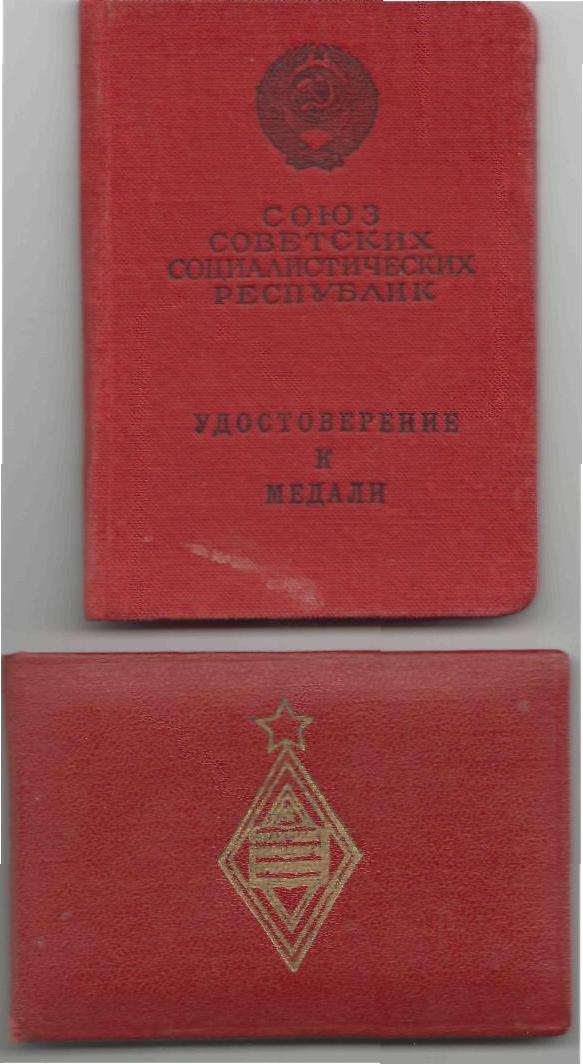 СОЮЗ
СОВЕТСКИХ
СОЦИАЛИСТИЧЕСКИХ
РЕСПУБЛИК
УДОСТОВЕРЕНИЕ
К
МЕДАЛИ